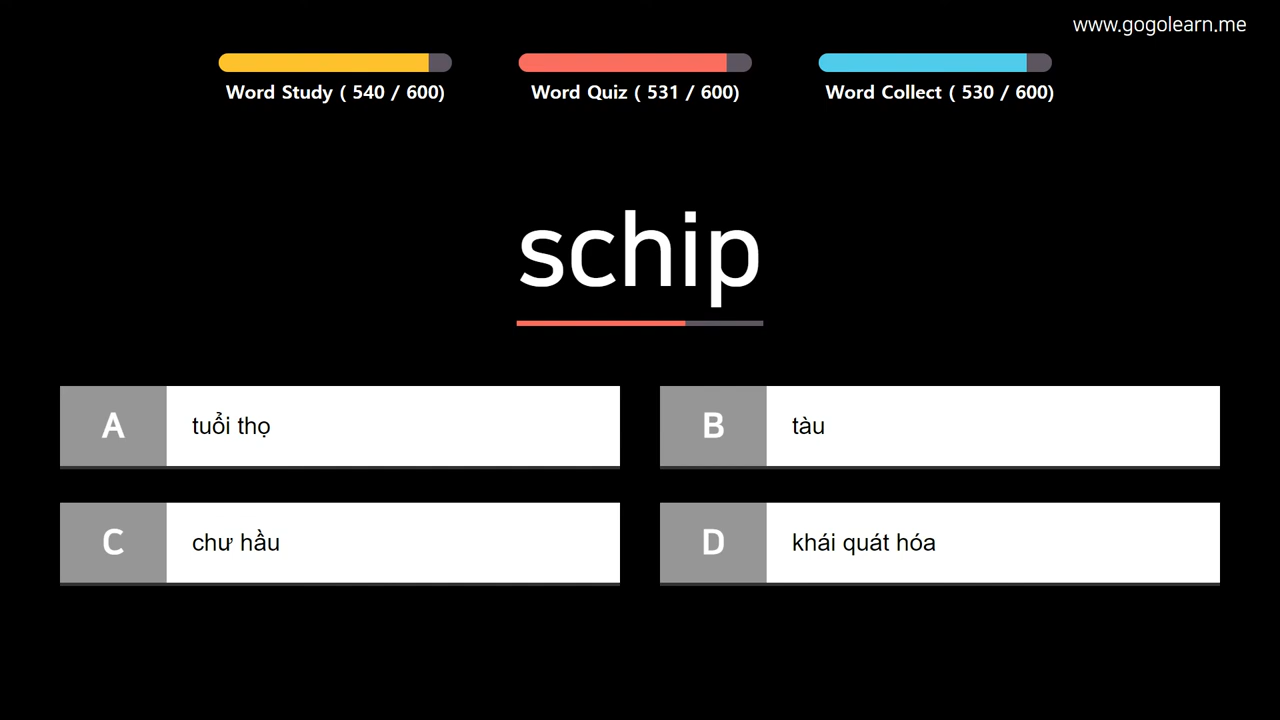 www.gogolearn.me
Word Study ( 540 / 600)
Word Quiz ( 531 / 600)
Word Collect ( 530 / 600)
schip
A
tuổi thọ
B
tàu
C
chư hầu
D
khái quát hóa